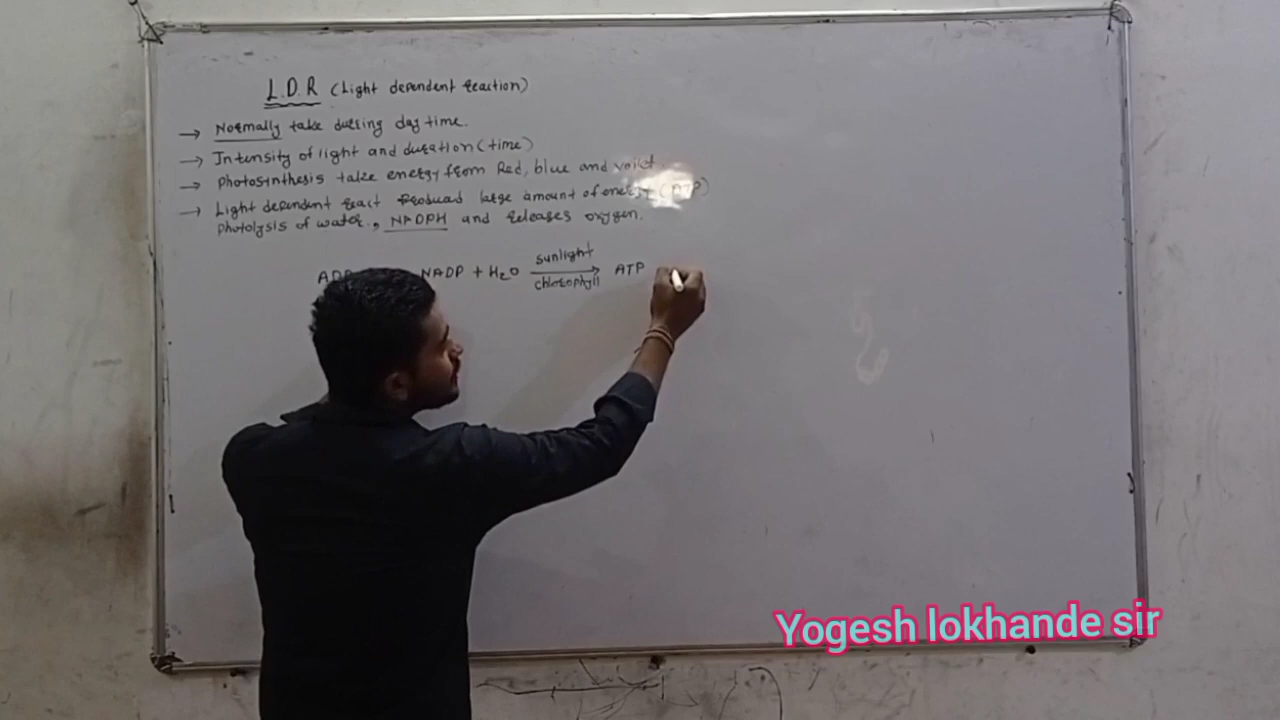 L.D.R (Light dependent reaction)
→ Normally take during day time.
→ Intensity of light and duration (time)
→ Photosynthesis take energy from Red, blue and voilet.
→ Light dependent react Produced large amount of energy (ATP)
Photolysis of water, NADPH and releases oxygen.
sunlight
NADP + H2O → ATP
chlorophyll
Yogesh lokhande sir